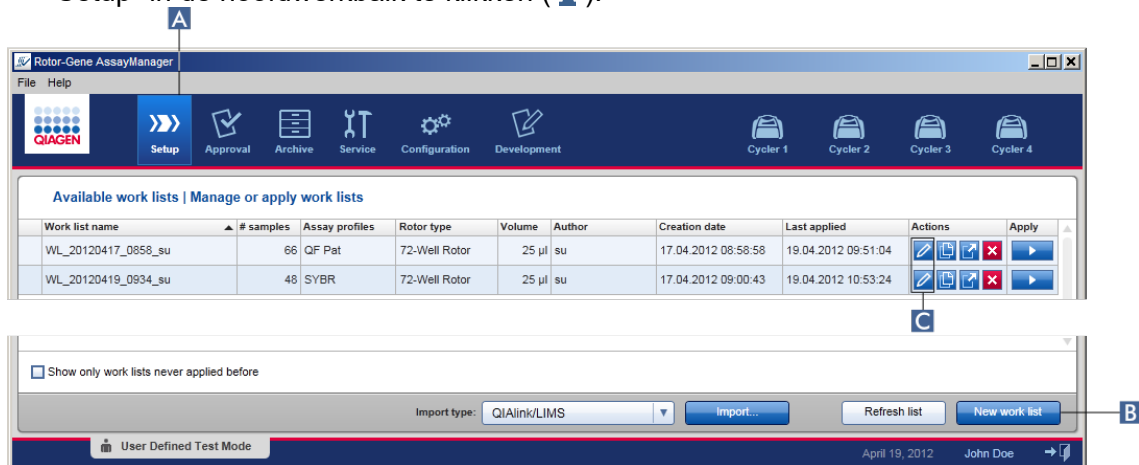 "Setup" in de hoofdwerkbalk te klikken ( A ).
A
Rotor-Gene AssayManager
File Help
QIAGEN
Setup Approval Archive Service Configuration Development Cycler 1 Cycler 2 Cycler 3 Cycler 4
Available work lists | Manage or apply work lists
Work list name # samples Assay profiles Rotor type Volume Author Creation date Last applied Actions Apply
WL_20120417_0858_su 66 QF Pat 72-Well Rotor 25 µl su 17.04.2012 08:58:58 19.04.2012 09:51:04
WL_20120419_0934_su 48 SYBR 72-Well Rotor 25 µl su 17.04.2012 09:00:43 19.04.2012 10:53:24
C
Show only work lists never applied before
Import type: QIAlink/LIMS Import... Refresh list New work list
B
User Defined Test Mode
April 19, 2012 John Doe